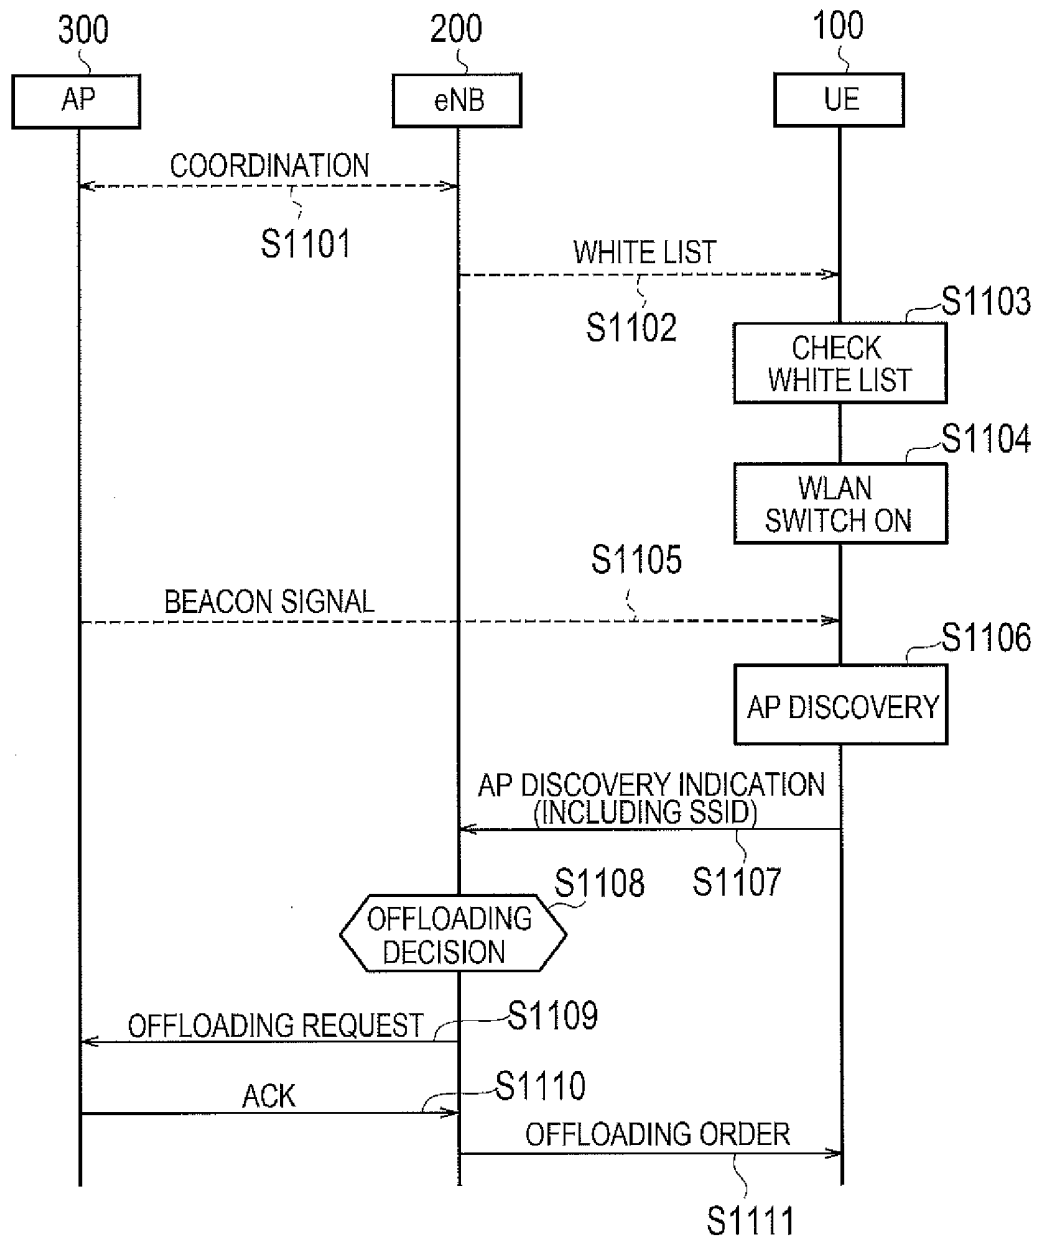 300
200
100
AP
eNB
UE
COORDINATION
S1101
WHITE LIST
S1102
S1103
CHECK
WHITE LIST
S1104
WLAN
SWITCH ON
S1105
BEACON SIGNAL
S1106
AP DISCOVERY
AP DISCOVERY INDICATION
(INCLUDING SSID)
S1107
S1108
OFFLOADING
DECISION
OFFLOADING REQUEST
S1109
ACK
S1110
OFFLOADING ORDER
S1111